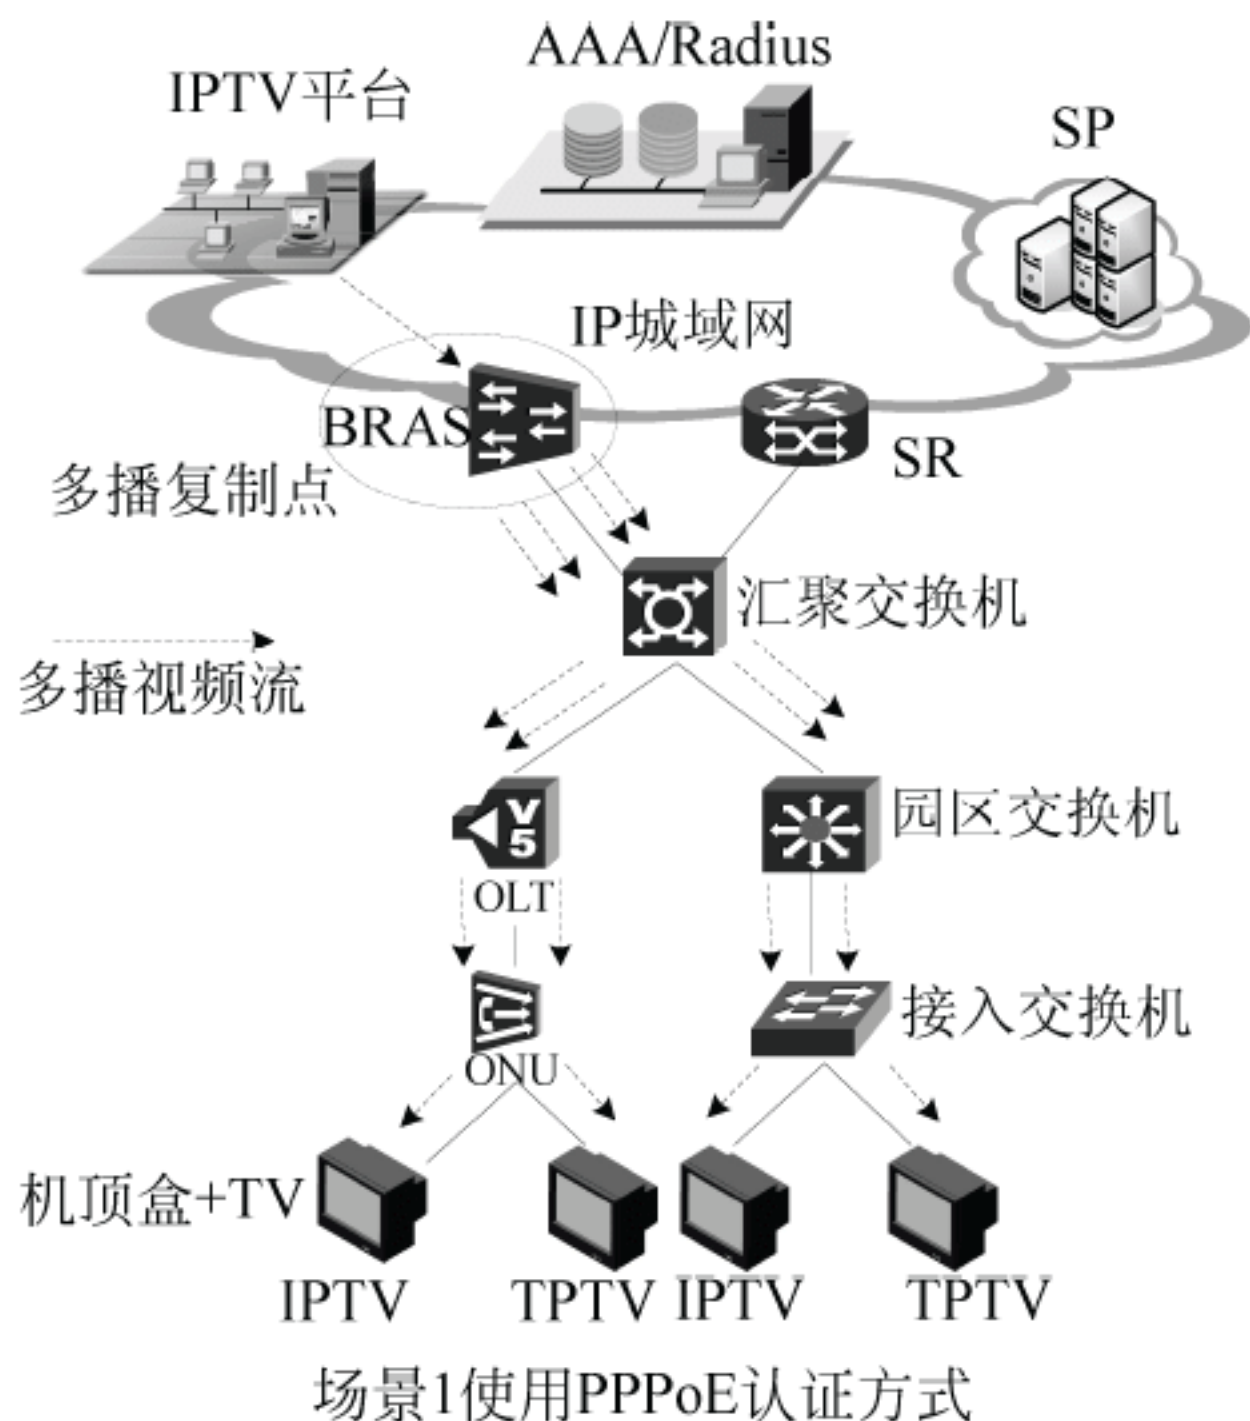 AAA/Radius
IPTV平台
SP
IP城域网
BRAS
SR
多播复制点
汇聚交换机
多播视频流
V
5
园区交换机
OLT
接入交换机
ONU
机顶盒+TV
IPTV
TPTV
IPTV
TPTV
场景1使用PPPoE认证方式